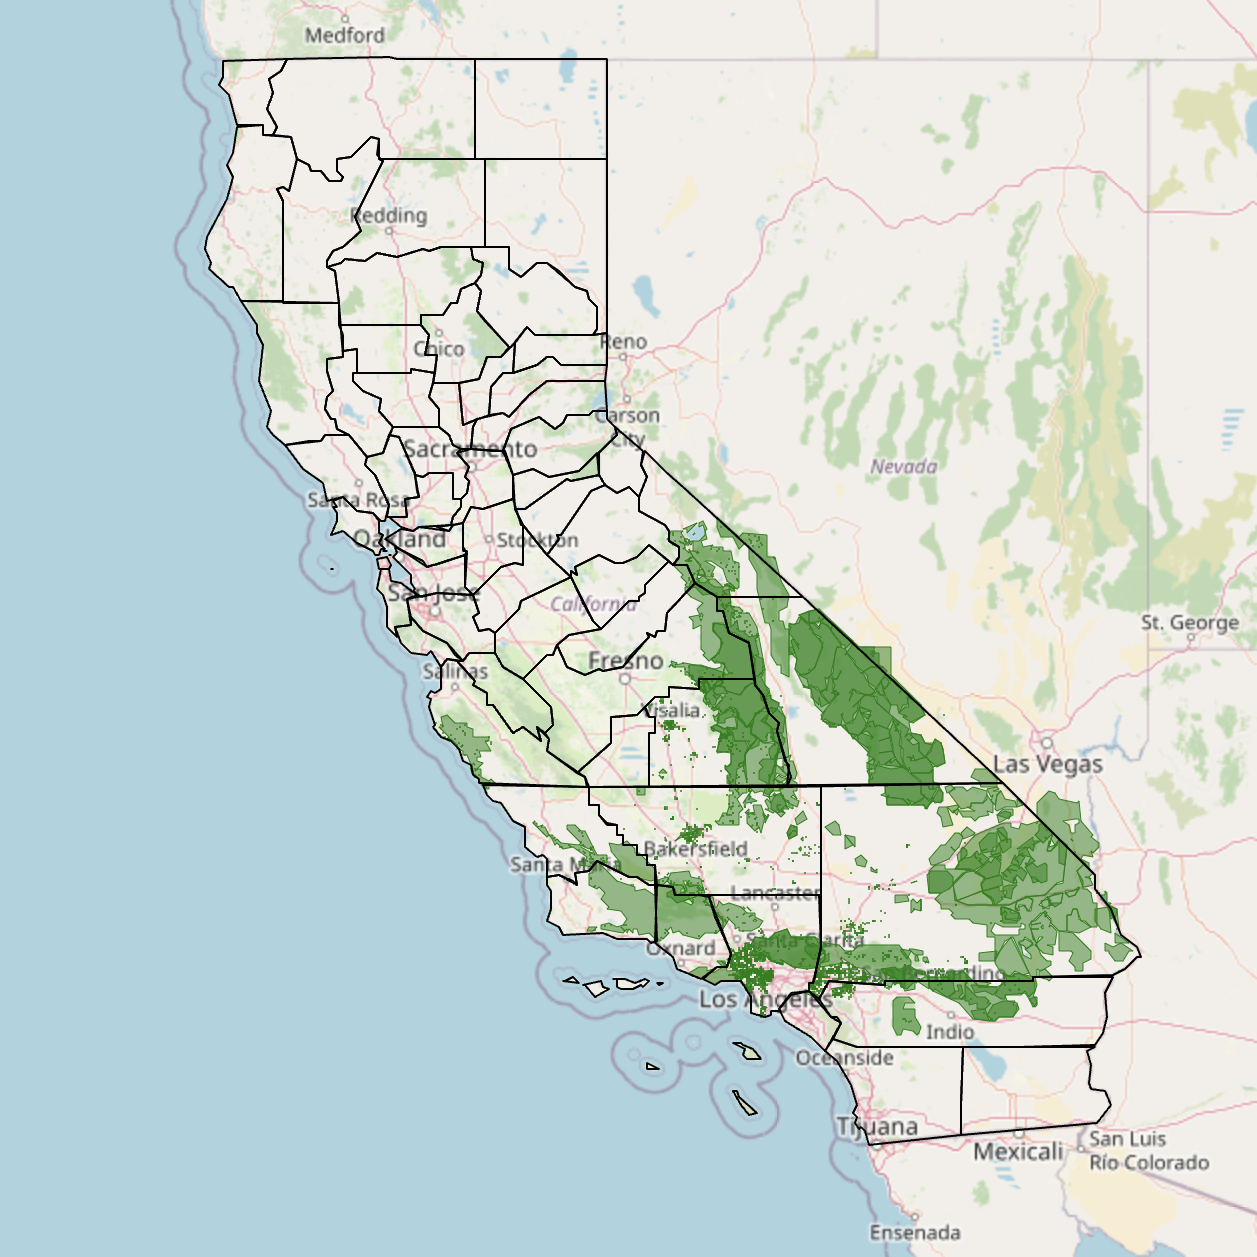 Medford
Redding
Chico
Reno
Carson
City
Sacramento
Nevada
Santa Rosa
Oakland
Stockton
San Jose
California
St. George
Fresno
Salinas
Visalia
Las Vegas
Bakersfield
Santa Maria
Lancaster
Santa Clarita
Oxnard
San Bernardino
Los Angeles
Indio
Oceanside
Tijuana
Mexicali
San Luis
Río Colorado
Ensenada